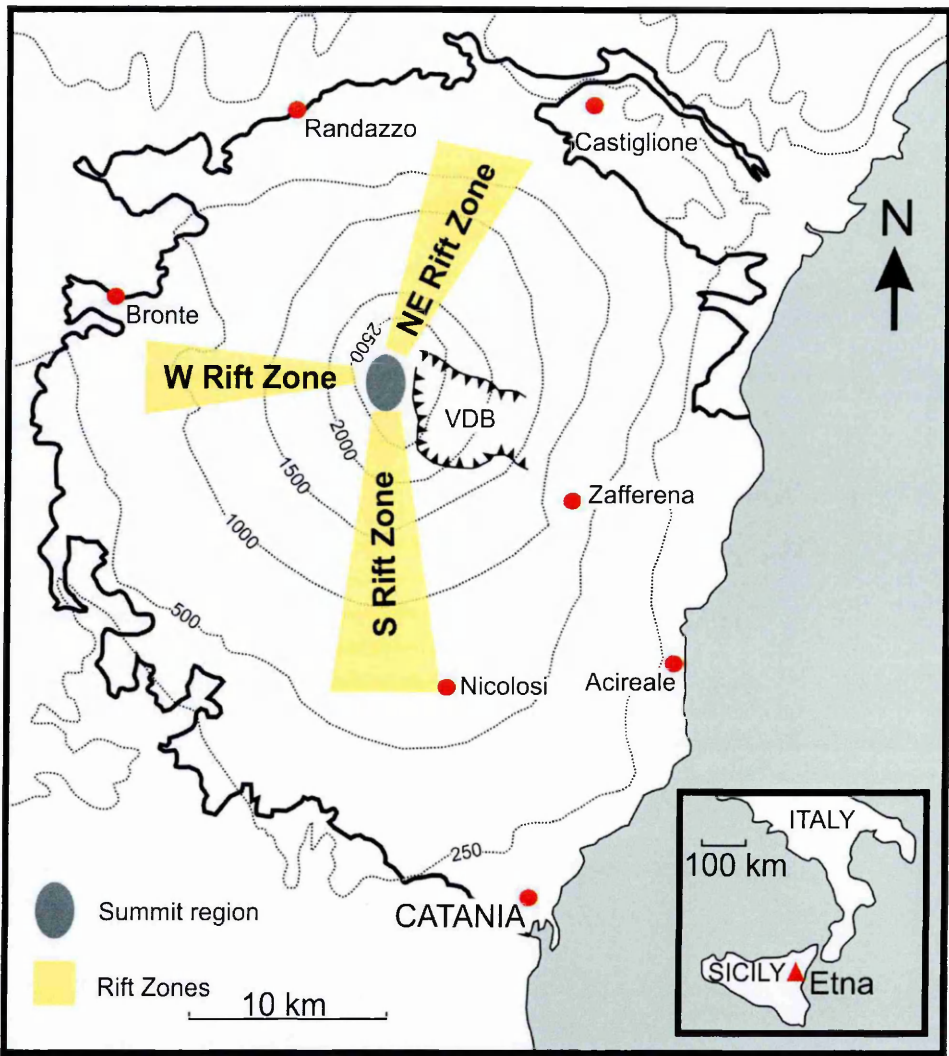 Randazzo
Castiglione
N
NE Rift Zone
Bronte
2500
W Rift Zone
VDB
2000
1500
S Rift Zone
Zafferena
1000
500
Nicolosi
Acireale
ITALY
100 km
250
CATANIA
Summit region
SICILY
Etna
Rift Zones
10 km